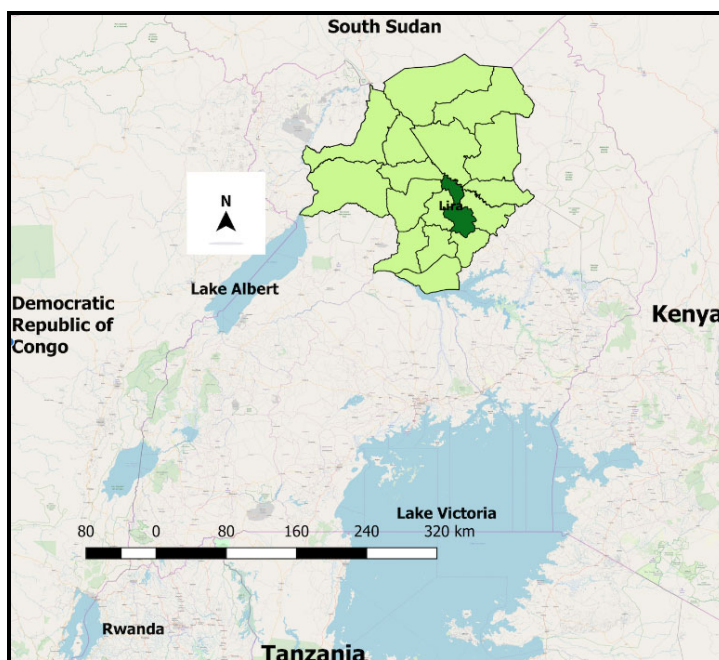 South Sudan
N
Lira
Lake Albert
Democratic
Republic of
Congo
Kenya
Lake Victoria
80 0 80 160 240 320 km
Rwanda
Tanzania